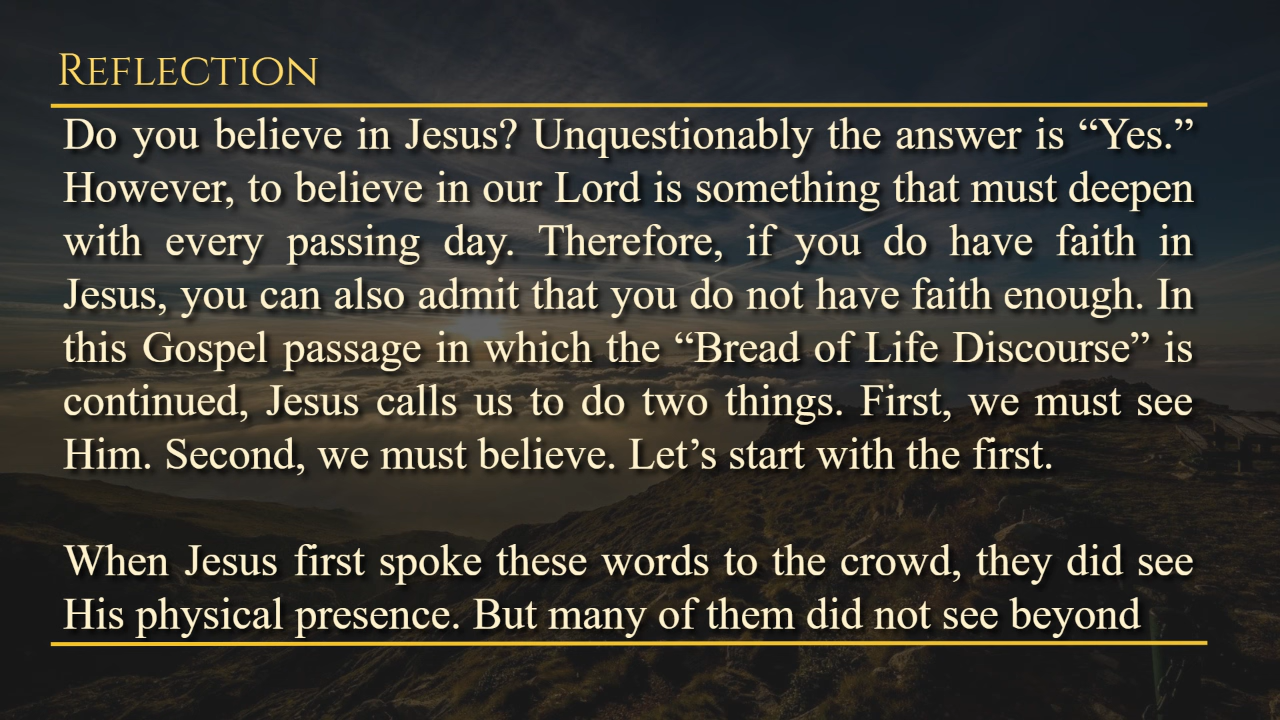 REFLECTION
Do you believe in Jesus? Unquestionably the answer is “Yes.”
However, to believe in our Lord is something that must deepen
with every passing day. Therefore, if you do have faith in
Jesus, you can also admit that you do not have faith enough. In
this Gospel passage in which the “Bread of Life Discourse” is
continued, Jesus calls us to do two things. First, we must see
Him. Second, we must believe. Let’s start with the first.
When Jesus first spoke these words to the crowd, they did see
His physical presence. But many of them did not see beyond